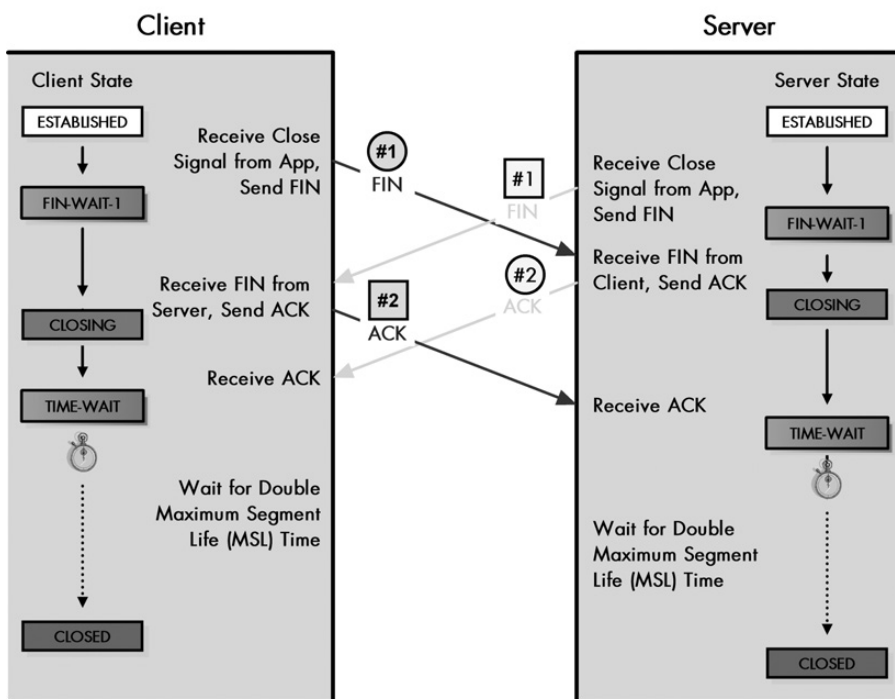 Client
Server
Client State
ESTABLISHED
FIN-WAIT-1
CLOSING
TIME-WAIT
CLOSED
Receive Close
Signal from App,
Send FIN
Receive FIN from
Server, Send ACK
Receive ACK
Wait for Double
Maximum Segment
Life (MSL) Time
#1
FIN
#1
FIN
#2
ACK
#2
ACK
Server State
ESTABLISHED
FIN-WAIT-1
CLOSING
TIME-WAIT
CLOSED
Receive Close
Signal from App,
Send FIN
Receive FIN from
Client, Send ACK
Receive ACK
Wait for Double
Maximum Segment
Life (MSL) Time